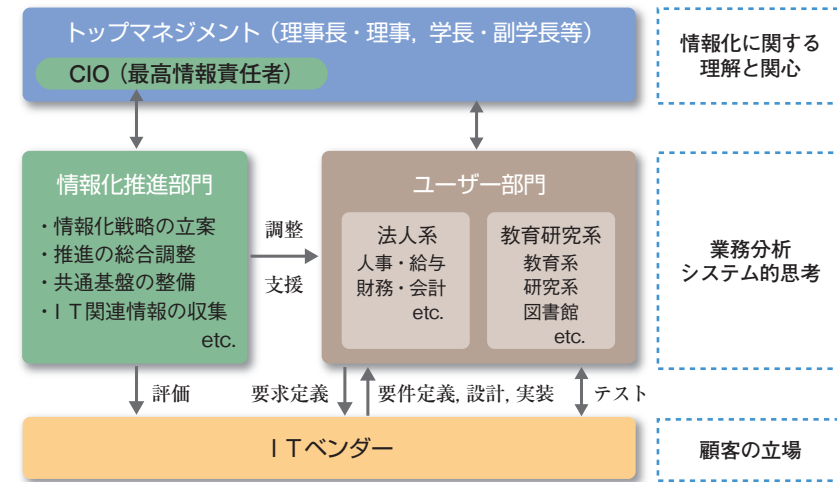 トップマネジメント（理事長・理事，学長・副学長等）
CIO（最高情報責任者）
情報化に関する
理解と関心
情報化推進部門
・情報化戦略の立案
・推進の総合調整
・共通基盤の整備
・ＩＴ関連情報の収集
etc.
調整
支援
ユーザー部門
法人系
人事・給与
財務・会計
etc.
教育研究系
教育系
研究系
図書館
etc.
業務分析
システム的思考
評価
要求定義
要件定義, 設計, 実装
テスト
ＩＴベンダー
顧客の立場